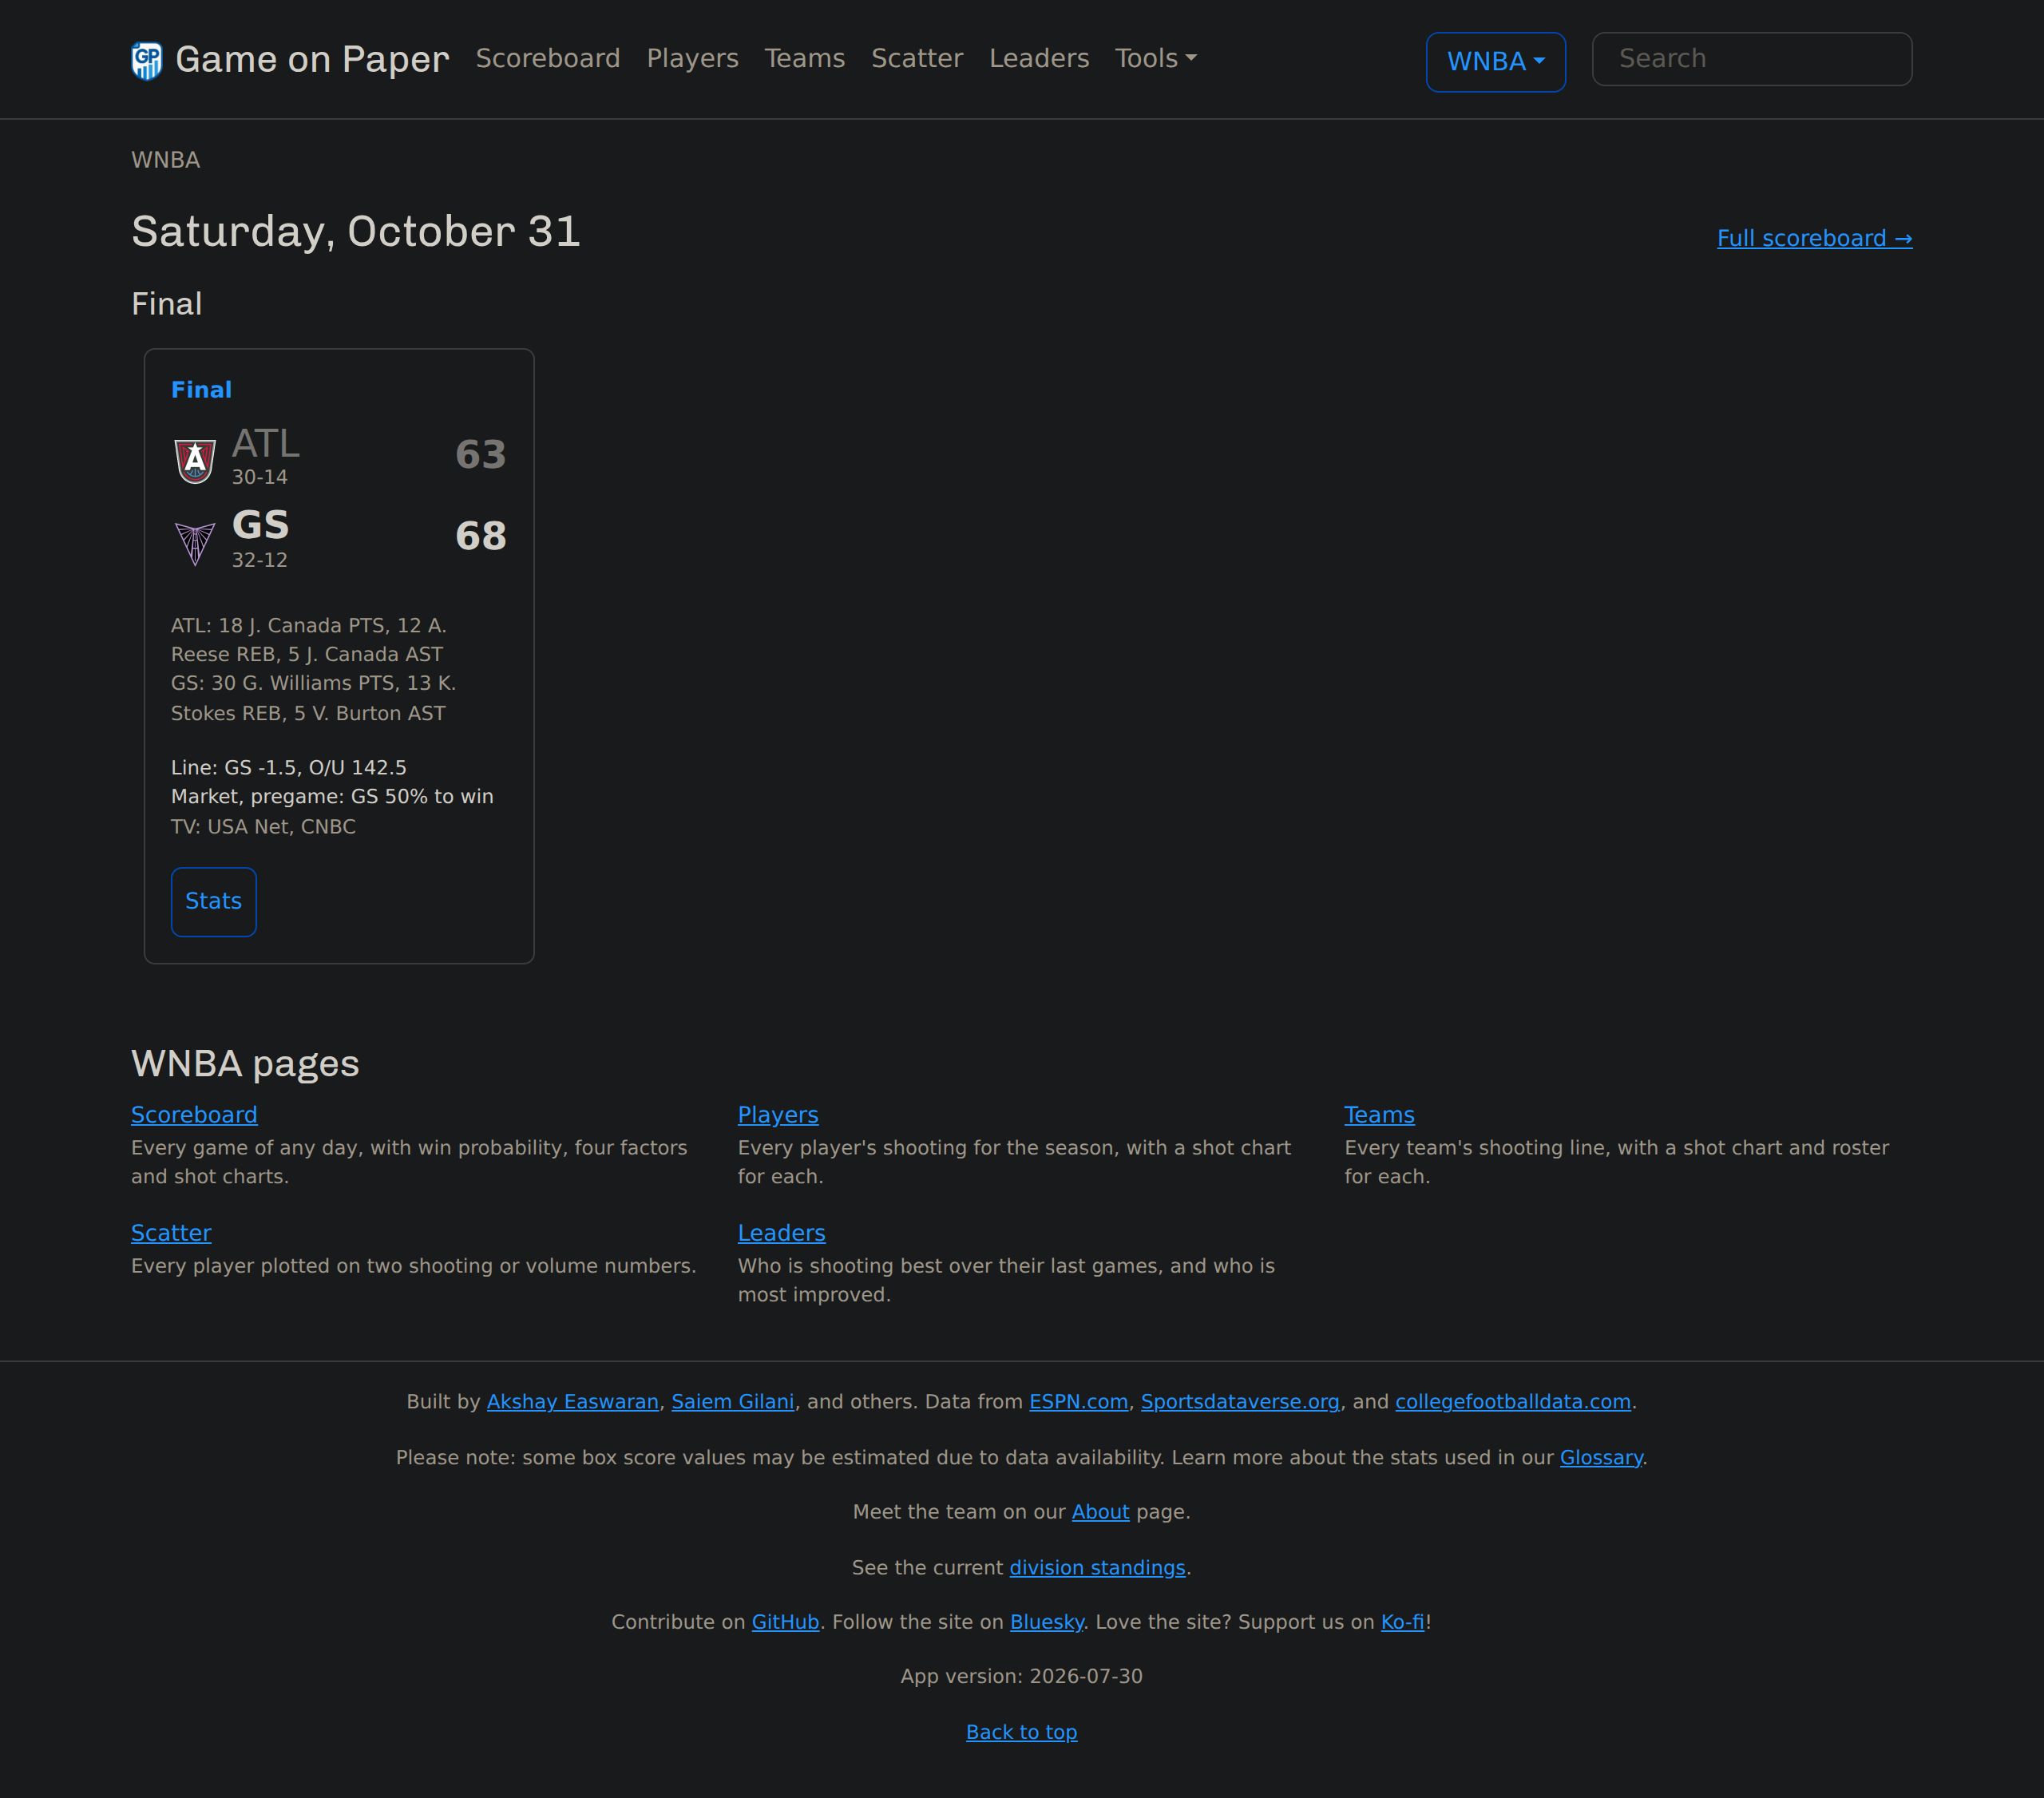 GP Game on Paper Scoreboard Players Teams Scatter Leaders Tools WNBA Search
WNBA
Saturday, October 31
Full scoreboard →
Final
Final
A
ATL
63
30-14
GS
68
32-12
ATL: 18 J. Canada PTS, 12 A.
Reese REB, 5 J. Canada AST
GS: 30 G. Williams PTS, 13 K.
Stokes REB, 5 V. Burton AST
Line: GS -1.5, O/U 142.5
Market, pregame: GS 50% to win
TV: USA Net, CNBC
Stats
WNBA pages
Scoreboard
Every game of any day, with win probability, four factors
and shot charts.
Players
Every player's shooting for the season, with a shot chart
for each.
Teams
Every team's shooting line, with a shot chart and roster
for each.
Scatter
Every player plotted on two shooting or volume numbers.
Leaders
Who is shooting best over their last games, and who is
most improved.
Built by Akshay Easwaran, Saiem Gilani, and others. Data from ESPN.com, Sportsdataverse.org, and collegefootballdata.com.
Please note: some box score values may be estimated due to data availability. Learn more about the stats used in our Glossary.
Meet the team on our About page.
See the current division standings.
Contribute on GitHub. Follow the site on Bluesky. Love the site? Support us on Ko-fi!
App version: 2026-07-30
Back to top